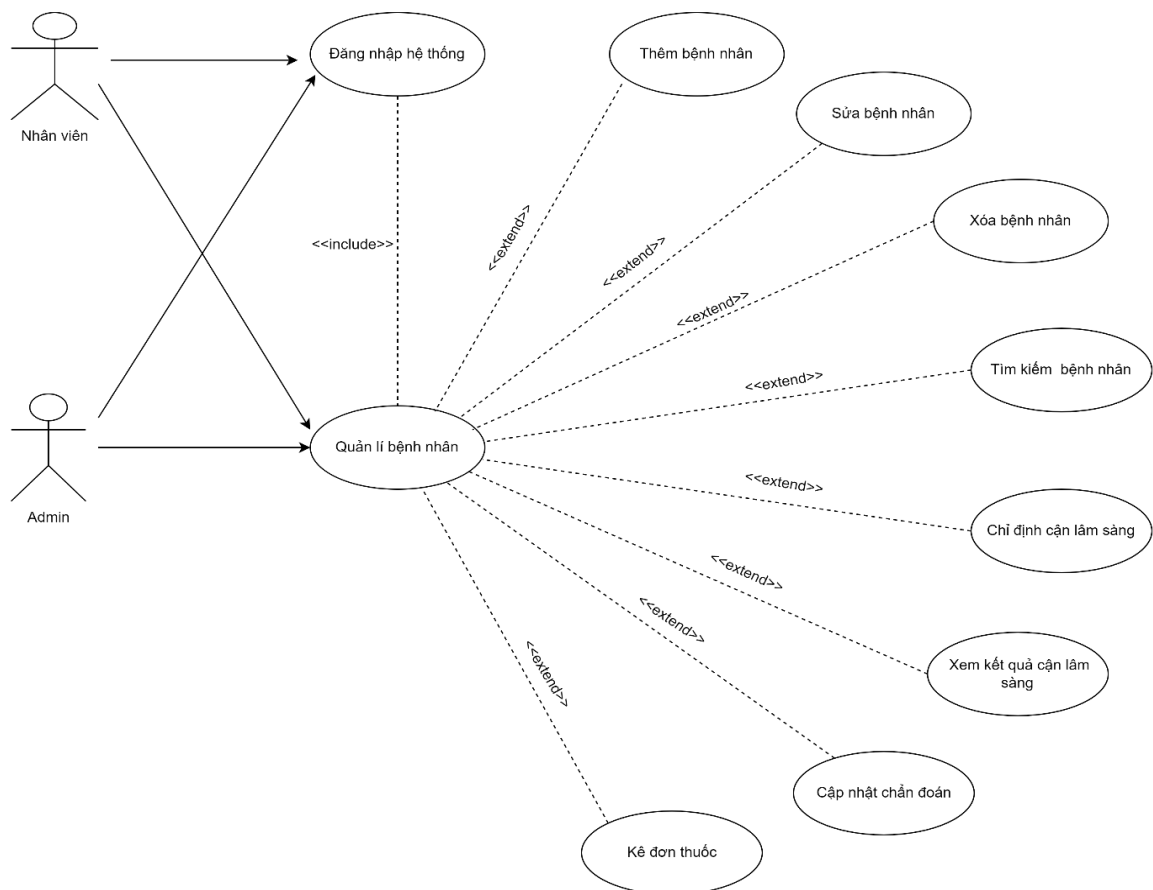 Đăng nhập hệ thống
Thêm bệnh nhân
Sửa bệnh nhân
Nhân viên
Xóa bệnh nhân
<<extend>>
<<include>>
<<extend>>
<<extend>>
Tìm kiếm bệnh nhân
<<extend>>
Quản lí bệnh nhân
<<extend>>
Admin
Chỉ định cận lâm sàng
<<extend>>
<<extend>>
<<extend>>
Xem kết quả cận lâm
sàng
Cập nhật chẩn đoán
Kê đơn thuốc